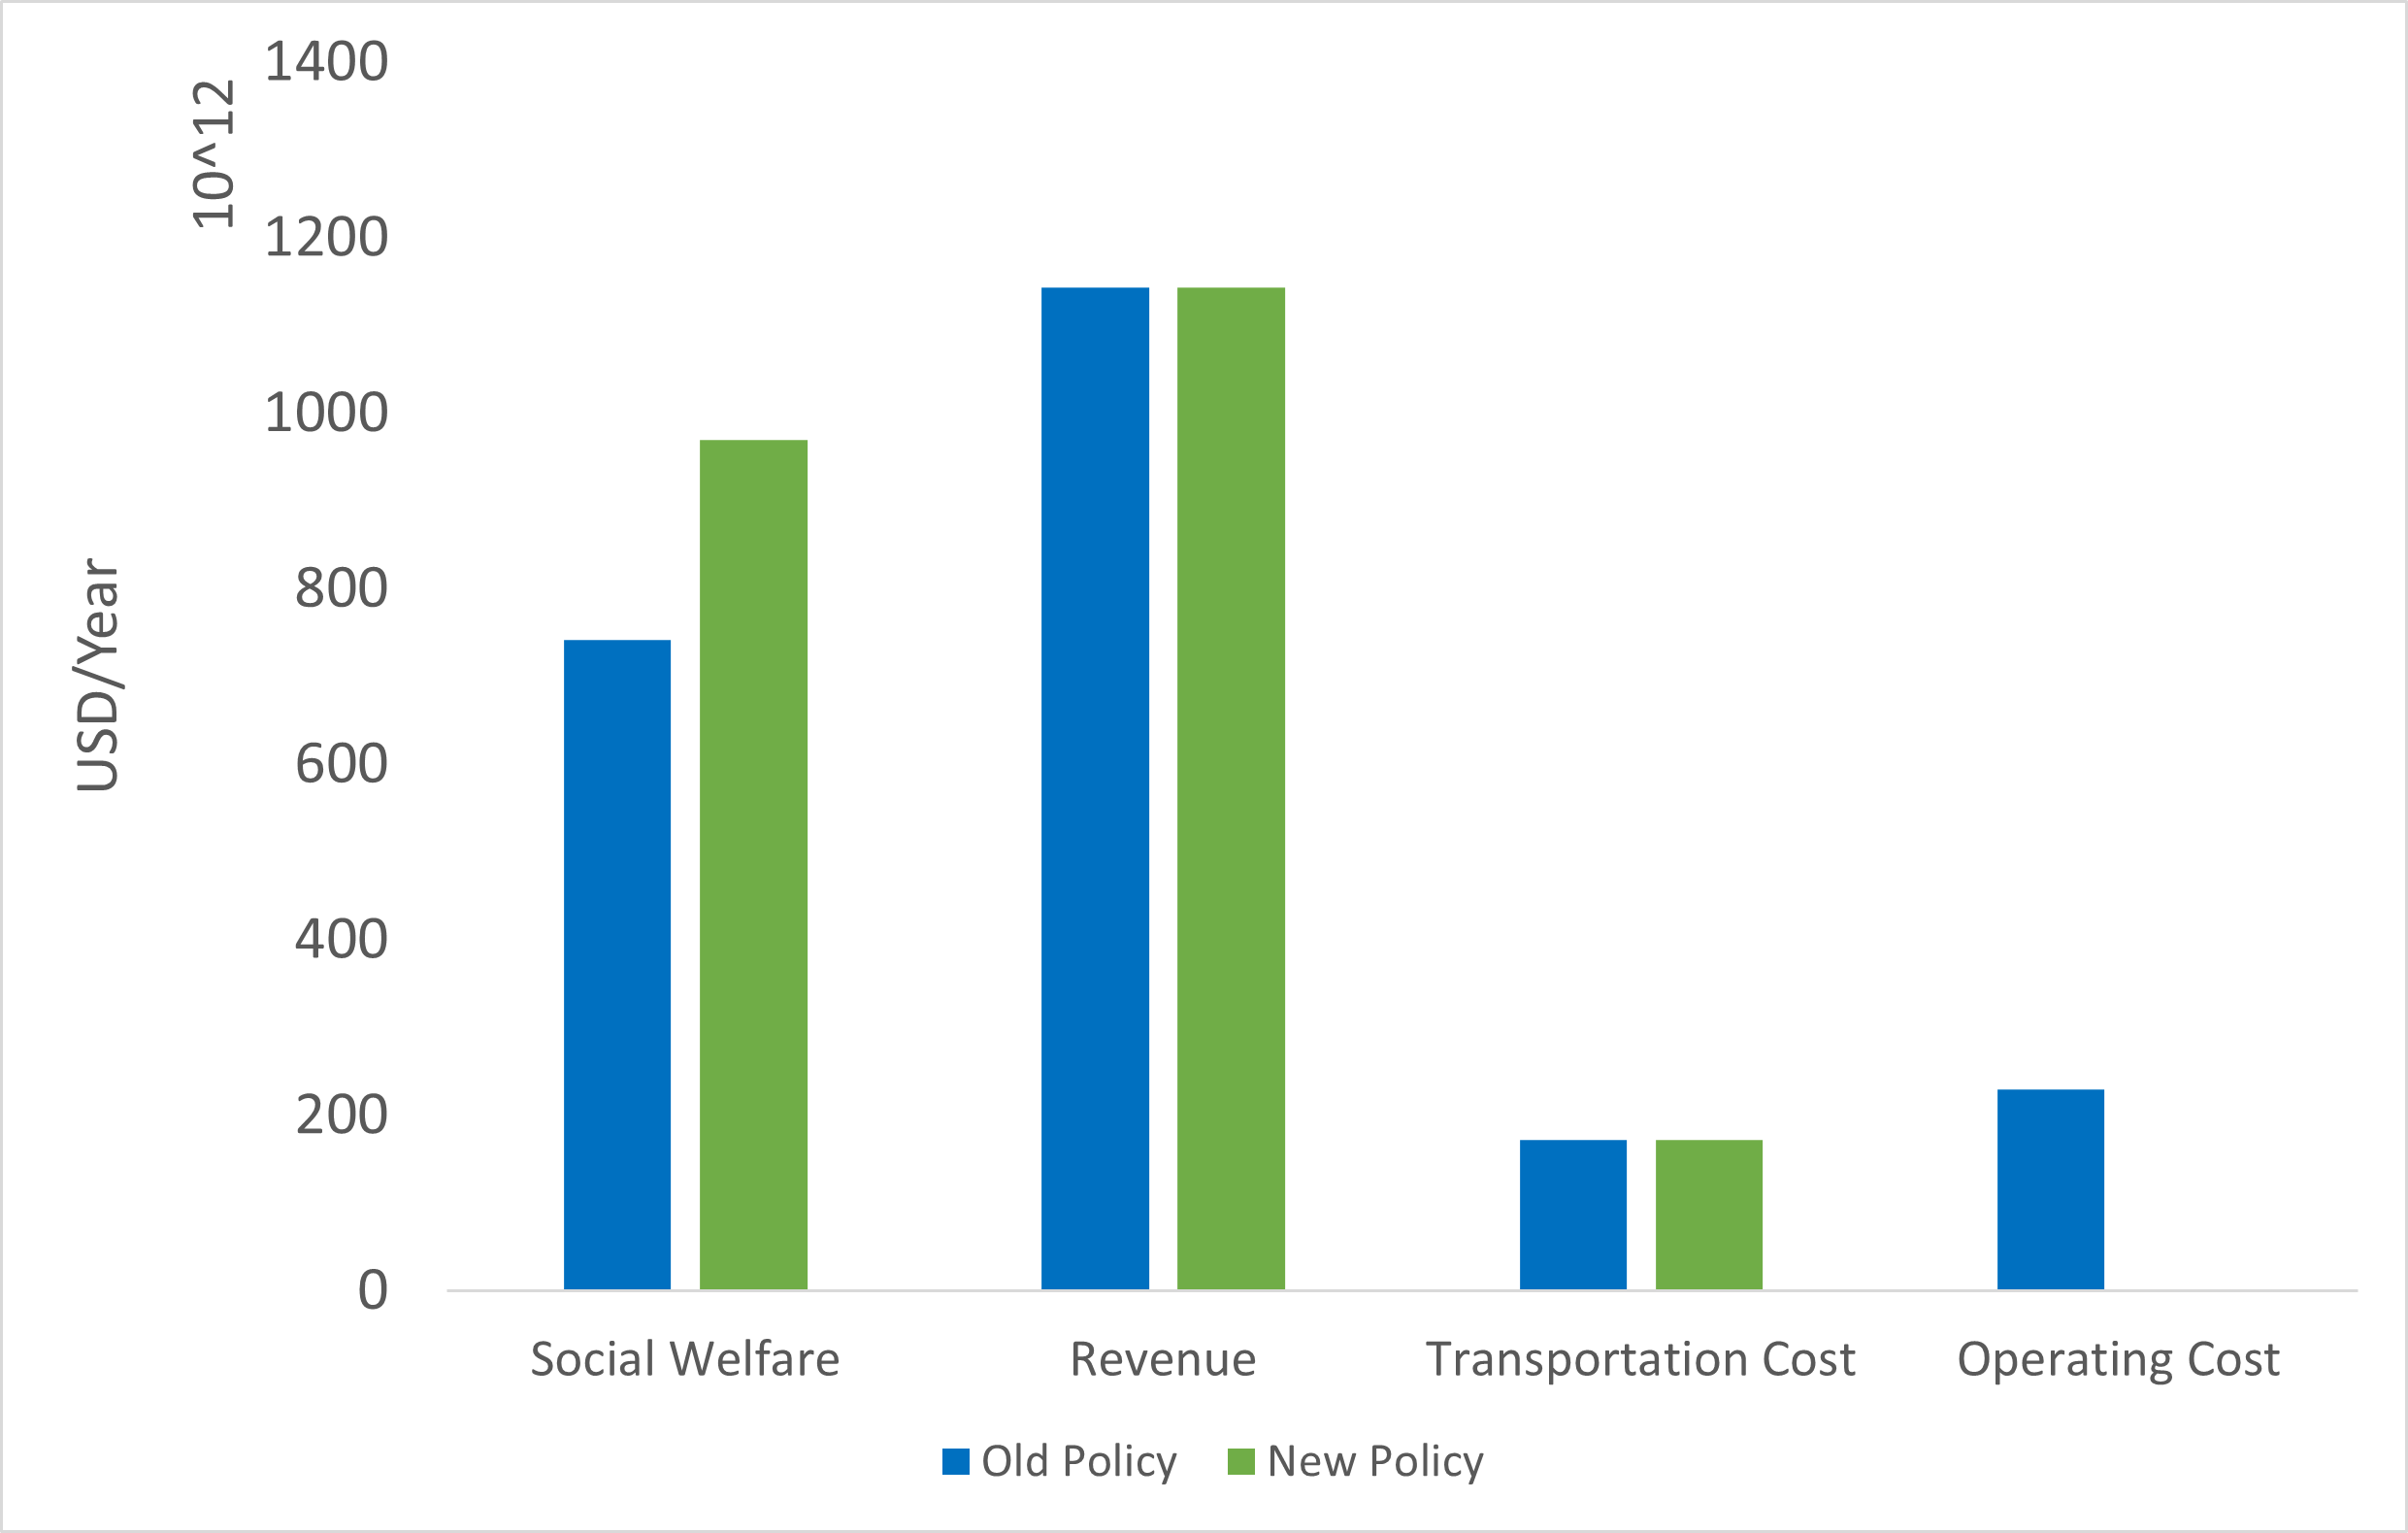 10^12
USD/Year
1400
1200
1000
800
600
400
200
0
Social Welfare
Revenue
Transportation Cost
Operating Cost
Old Policy
New Policy